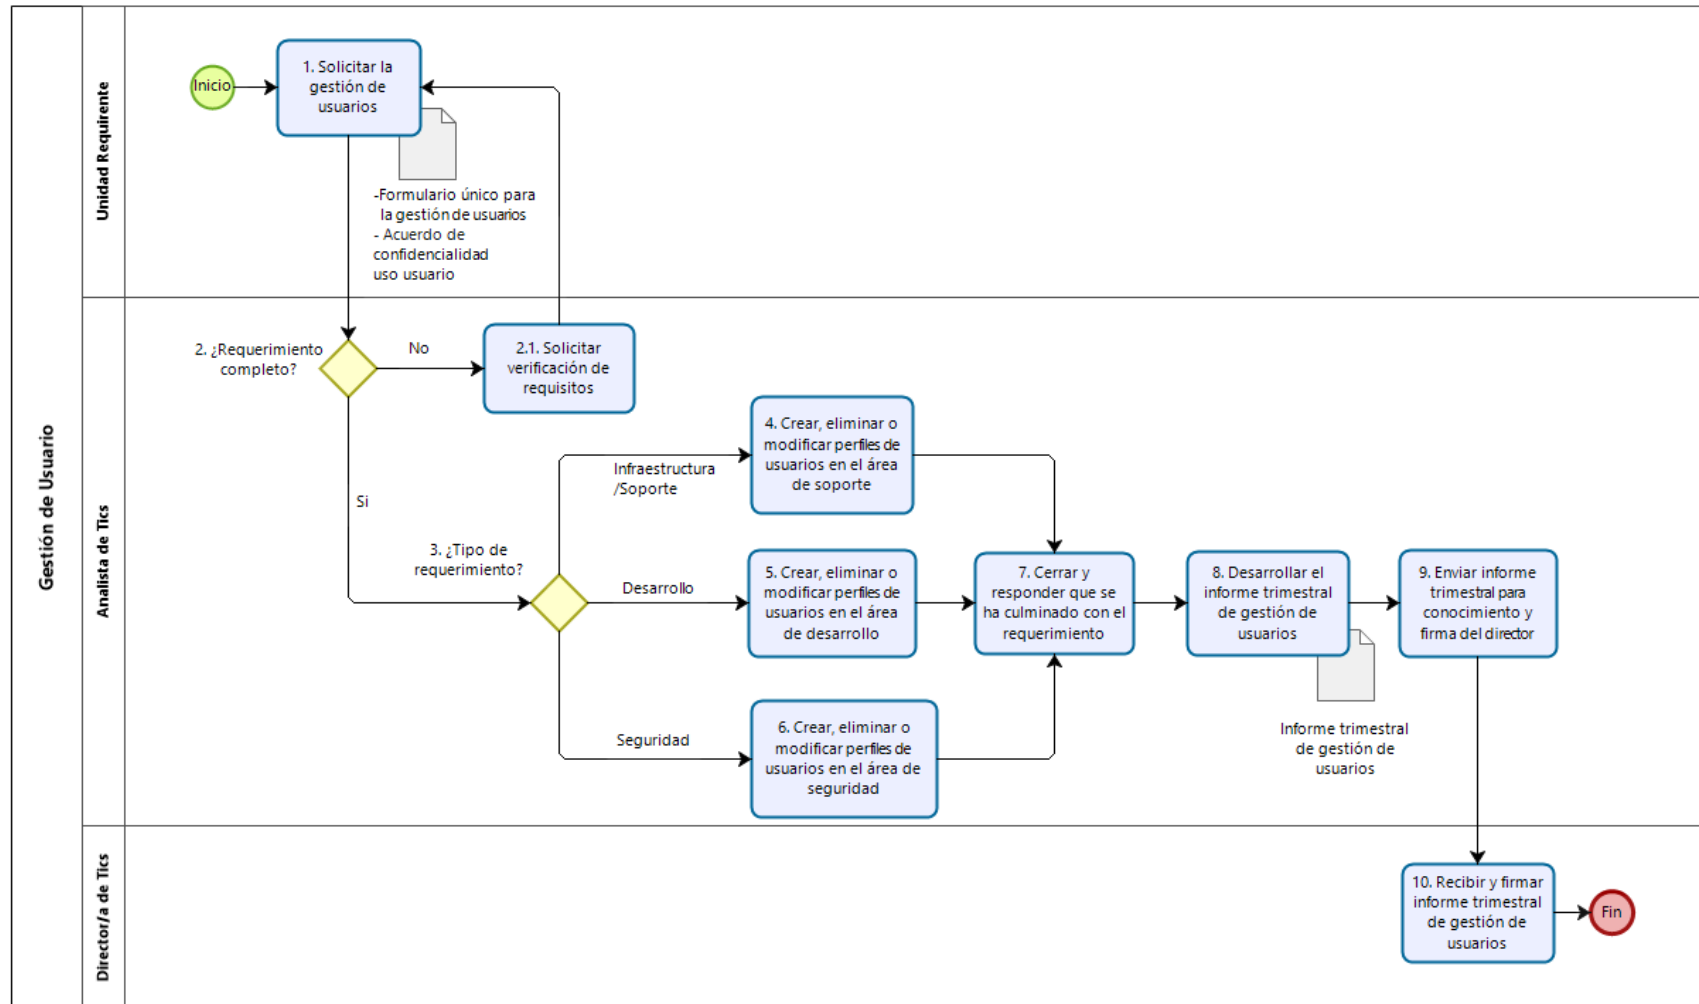 Gestión de Usuario
Unidad Requirente
Inicio
1. Solicitar la
gestión de
usuarios
-Formulario único para
la gestión de usuarios
- Acuerdo de
confidencialidad
uso usuario
Analista de Tics
2. ¿Requerimiento
completo?
No
2.1. Solicitar
verificación de
requisitos
Si
3. ¿Tipo de
requerimiento?
Infraestructura
/Soporte
4. Crear, eliminar o
modificar perfiles de
usuarios en el área
de soporte
Desarrollo
5. Crear, eliminar o
modificar perfiles de
usuarios en el área
de desarrollo
Seguridad
6. Crear, eliminar o
modificar perfiles de
usuarios en el área de
seguridad
7. Cerrar y
responder que se
ha culminado con el
requerimiento
8. Desarrollar el
informe trimestral
de gestión de
usuarios
Informe trimestral
de gestión de
usuarios
9. Enviar informe
trimestral para
conocimiento y
firma del director
Director/a de Tics
10. Recibir y firmar
informe trimestral
de gestión de
usuarios
Fin